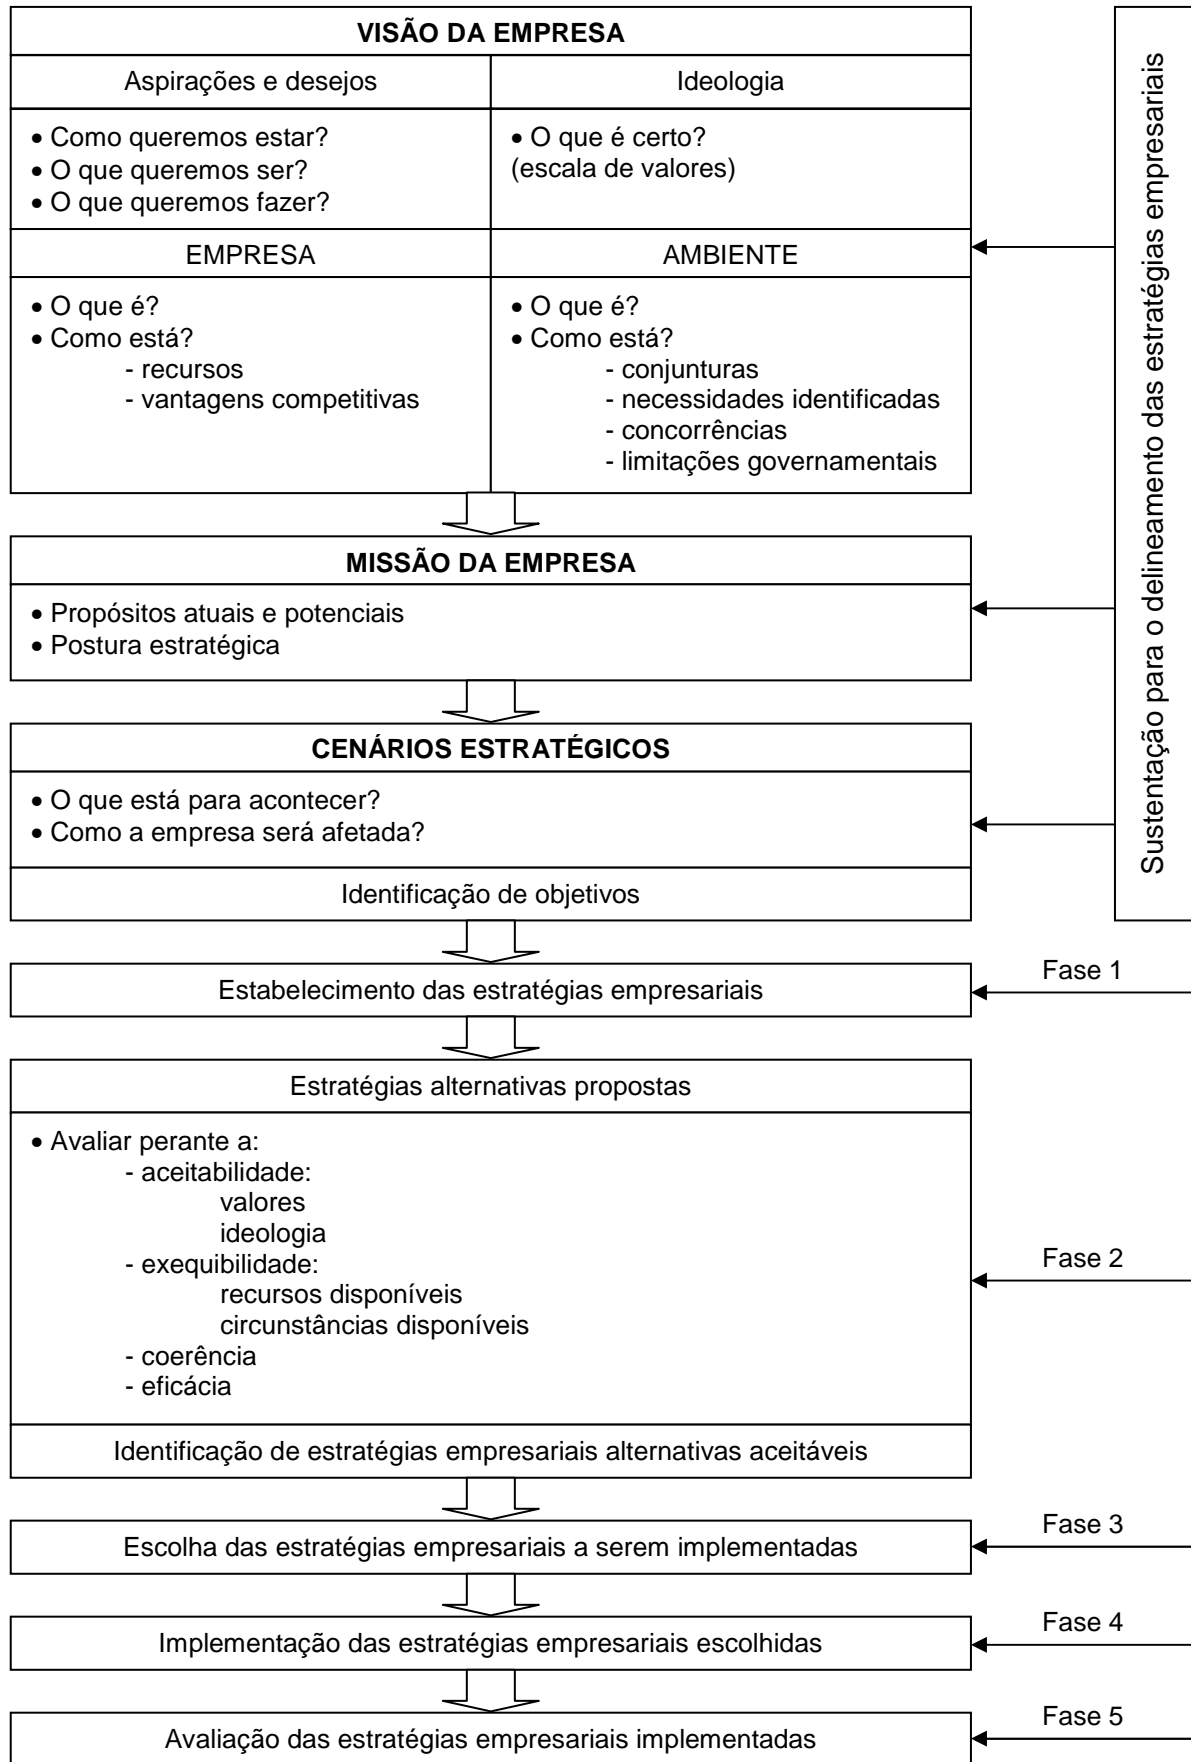 VISÃO DA EMPRESA
Aspirações e desejos
Ideologia
• Como queremos estar?
• O que queremos ser?
• O que queremos fazer?
• O que é certo?
(escala de valores)
EMPRESA
AMBIENTE
• O que é?
• Como está?
- recursos
- vantagens competitivas
• O que é?
• Como está?
- conjunturas
- necessidades identificadas
- concorrências
- limitações governamentais
MISSÃO DA EMPRESA
• Propósitos atuais e potenciais
• Postura estratégica
CENÁRIOS ESTRATÉGICOS
• O que está para acontecer?
• Como a empresa será afetada?
Identificação de objetivos
Sustentação para o delineamento das estratégias empresariais
Estabelecimento das estratégias empresariais
Fase 1
Estratégias alternativas propostas
• Avaliar perante a:
- aceitabilidade:
valores
ideologia
- exequibilidade:
recursos disponíveis
circunstâncias disponíveis
- coerência
- eficácia
Fase 2
Identificação de estratégias empresariais alternativas aceitáveis
Escolha das estratégias empresariais a serem implementadas
Fase 3
Implementação das estratégias empresariais escolhidas
Fase 4
Avaliação das estratégias empresariais implementadas
Fase 5